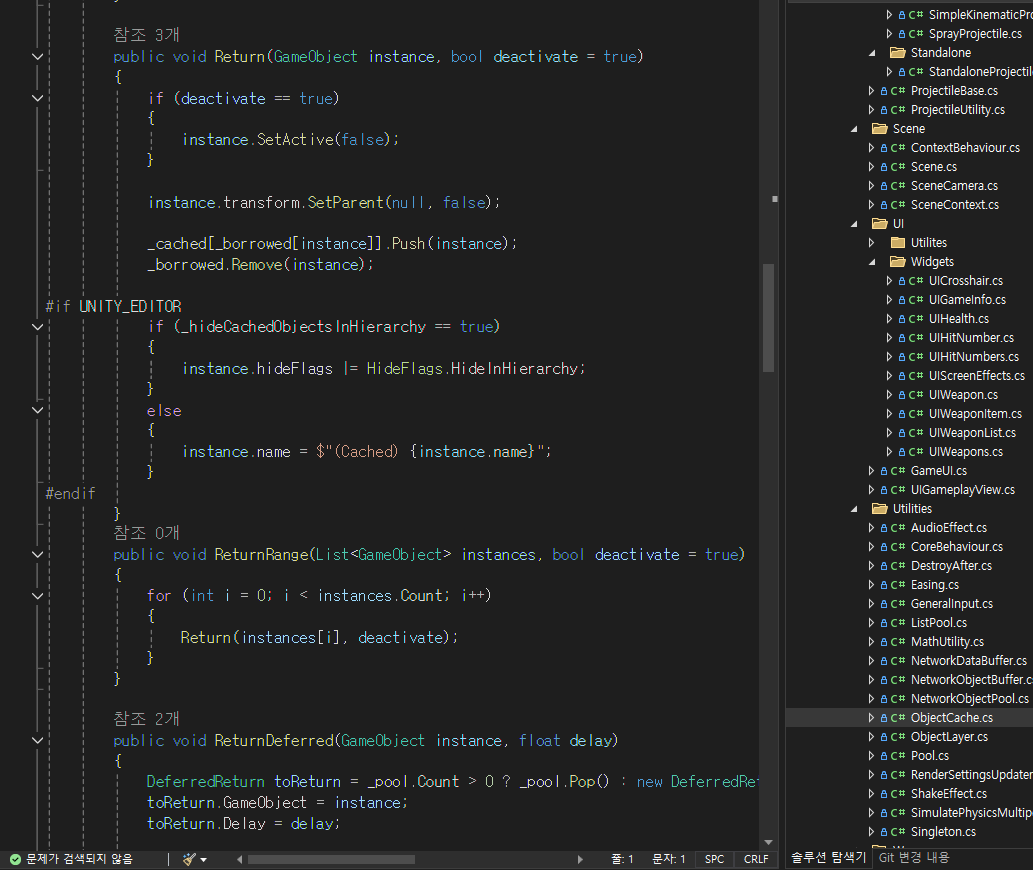 참조 3개
public void Return(GameObject instance, bool deactivate = true)
{
if (deactivate == true)
{
instance.SetActive(false);
}
instance.transform.SetParent(null, false);
_cached[_borrowed[instance]].Push(instance);
_borrowed.Remove(instance);
#if UNITY_EDITOR
if (_hideCachedObjectsInHierarchy == true)
{
instance.hideFlags |= HideFlags.HideInHierarchy;
}
else
{
instance.name = $"(Cached) {instance.name}";
}
#endif
}
참조 0개
public void ReturnRange(List<GameObject> instances, bool deactivate = true)
{
for (int i = 0; i < instances.Count; i++)
{
Return(instances[i], deactivate);
}
}
참조 2개
public void ReturnDeferred(GameObject instance, float delay)
{
DeferredReturn toReturn = _pool.Count > 0 ? _pool.Pop() : new DeferredRet
toReturn.GameObject = instance;
toReturn.Delay = delay;
문제가 검색되지 않음
줄: 1
문자: 1
SPC
CRLF
C# SimpleKinematicPro
C# SprayProjectile.cs
Standalone
C# StandaloneProjectil
C# ProjectileBase.cs
C# ProjectileUtility.cs
Scene
C# ContextBehaviour.cs
C# Scene.cs
C# SceneCamera.cs
C# SceneContext.cs
UI
Utilites
Widgets
C# UICrosshair.cs
C# UIGameInfo.cs
C# UIHealth.cs
C# UIHitNumber.cs
C# UIHitNumbers.cs
C# UIScreenEffects.cs
C# UIWeapon.cs
C# UIWeaponItem.cs
C# UIWeaponList.cs
C# UIWeapons.cs
C# GameUI.cs
C# UIGameplayView.cs
Utilities
C# AudioEffect.cs
C# CoreBehaviour.cs
C# DestroyAfter.cs
C# Easing.cs
C# GeneralInput.cs
C# ListPool.cs
C# MathUtility.cs
C# NetworkDataBuffer.cs
C# NetworkObjectBuffer.cs
C# NetworkObjectPool.cs
C# ObjectCache.cs
C# ObjectLayer.cs
C# Pool.cs
C# RenderSettingsUpdater
C# ShakeEffect.cs
C# SimulatePhysicsMultip
C# Singleton.cs
솔루션 탐색기
Git 변경 내용